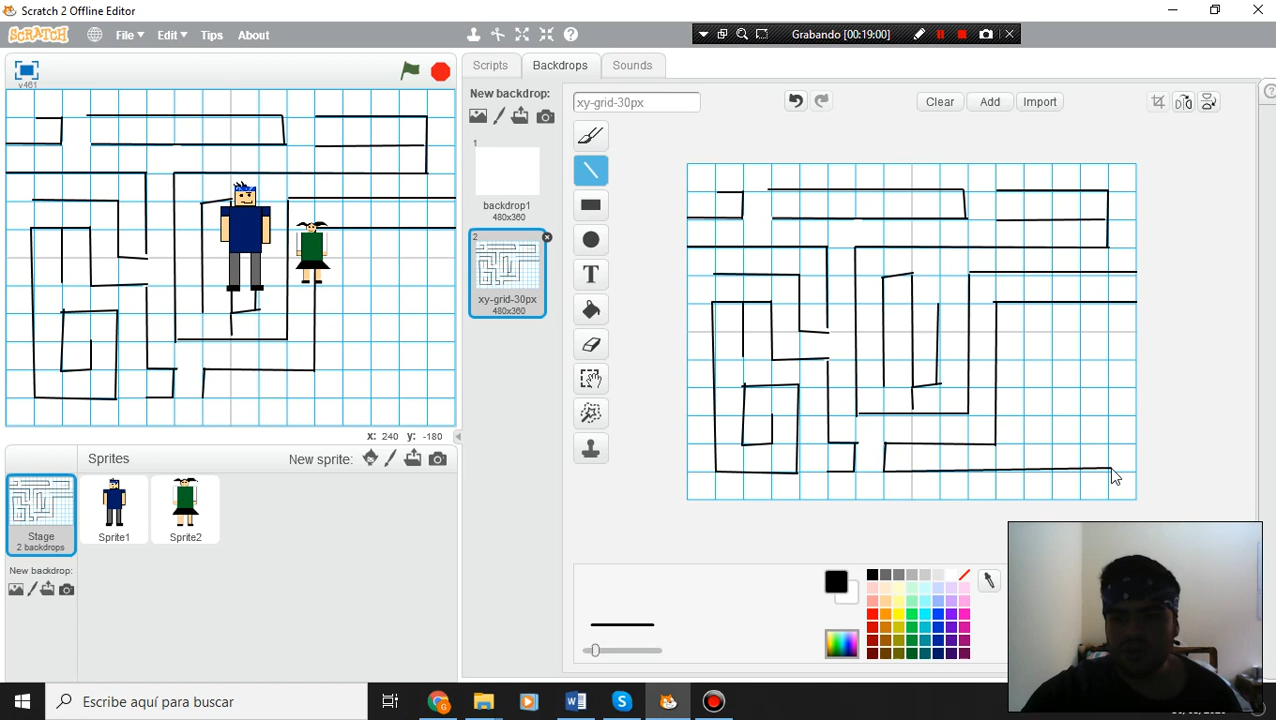 Scratch 2 Offline Editor
SCRATCH File Edit Tips About
Grabando [00:19:00]
v461
Scripts Backdrops Sounds
New backdrop:
xy-grid-30px
Clear Add Import
1
backdrop1
480x360
2
xy-grid-30px
480x360
T
x: 240 y: -180
Sprites New sprite:
Stage
2 backdrops
Sprite1
Sprite2
New backdrop:
Escribe aquí para buscar